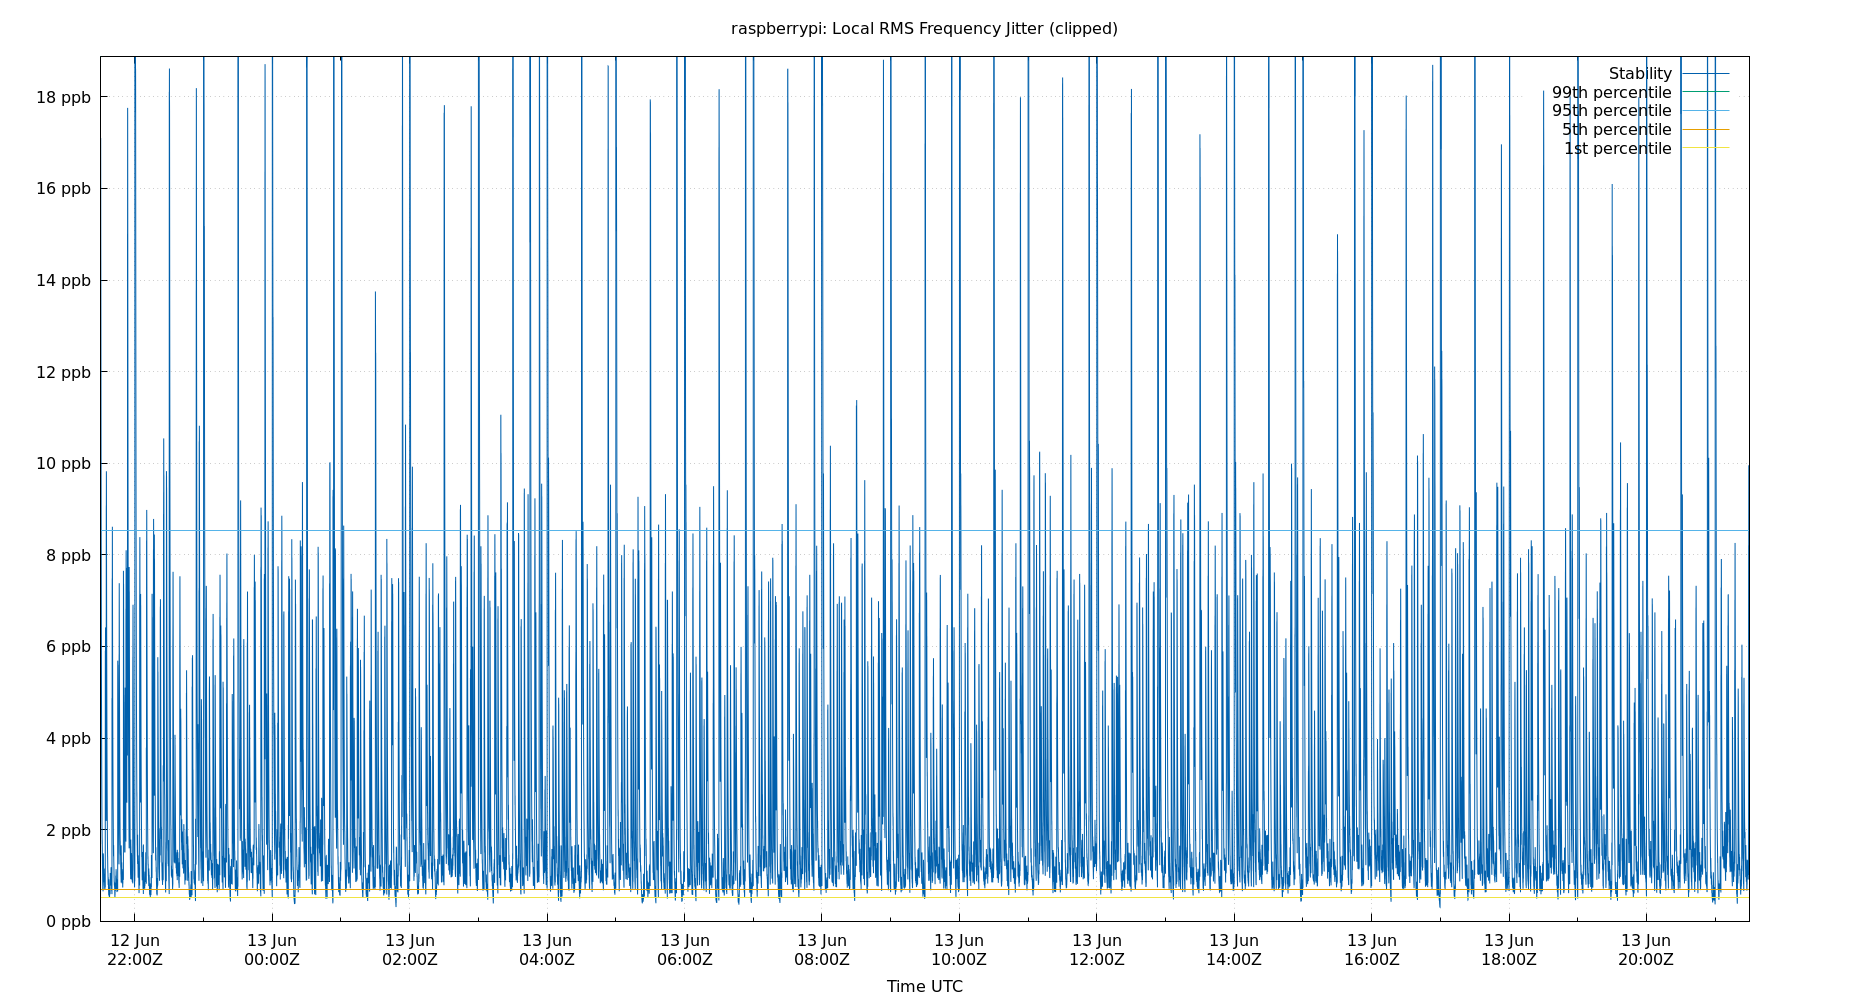 raspberrypi: Local RMS Frequency Jitter (clipped)
Stability
99th percentile
95th percentile
5th percentile
1st percentile
18 ppb
16 ppb
14 ppb
12 ppb
10 ppb
8 ppb
6 ppb
4 ppb
2 ppb
0 ppb
12 Jun 13 Jun 13 Jun 13 Jun 13 Jun 13 Jun 13 Jun 13 Jun 13 Jun 13 Jun 13 Jun 13 Jun
22:00Z 00:00Z 02:00Z 04:00Z 06:00Z 08:00Z 10:00Z 12:00Z 14:00Z 16:00Z 18:00Z 20:00Z
Time UTC